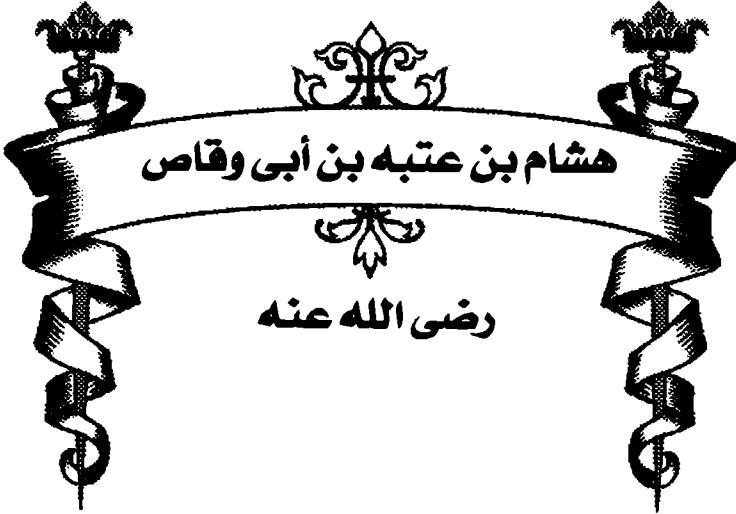 هشام بن عتبه بن أبى وقاص
رضى الله عنه